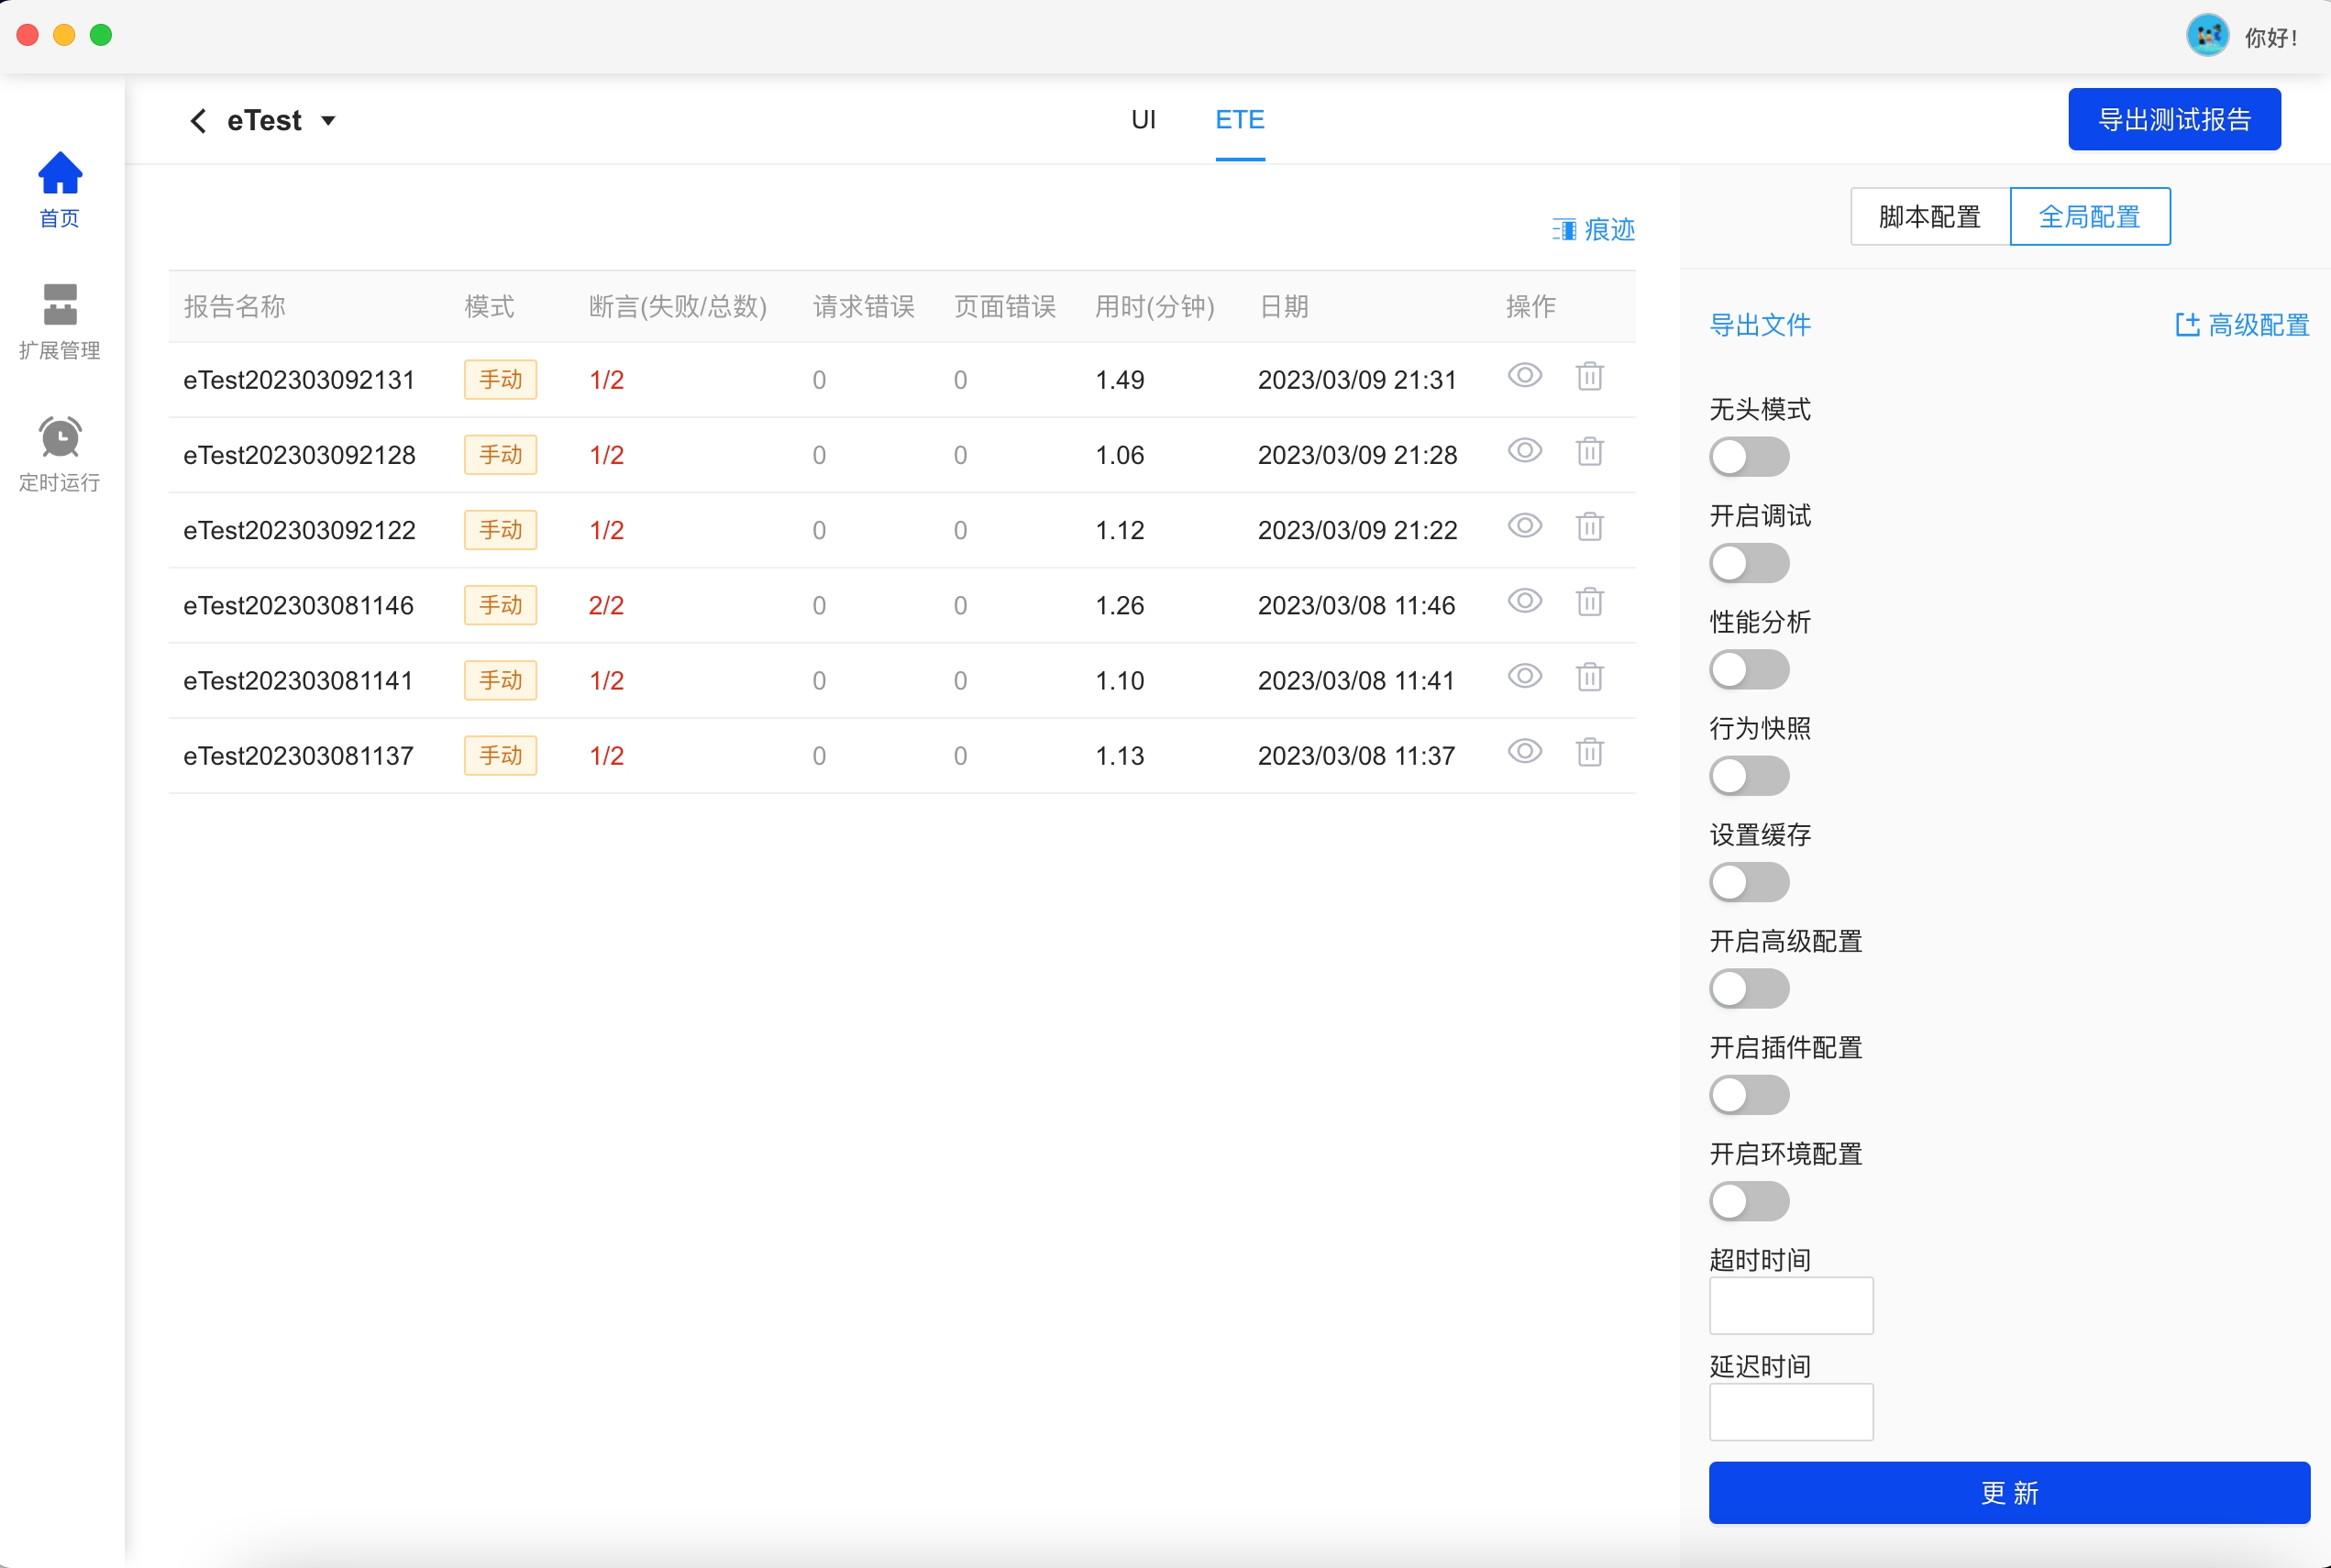 你好!
首页
扩展管理
定时运行
eTest
UI ETE
导出测试报告
痕迹
报告名称 模式 断言(失败/总数) 请求错误 页面错误 用时(分钟) 日期 操作
eTest202303092131 手动 1/2 0 0 1.49 2023/03/09 21:31
eTest202303092128 手动 1/2 0 0 1.06 2023/03/09 21:28
eTest202303092122 手动 1/2 0 0 1.12 2023/03/09 21:22
eTest202303081146 手动 2/2 0 0 1.26 2023/03/08 11:46
eTest202303081141 手动 1/2 0 0 1.10 2023/03/08 11:41
eTest202303081137 手动 1/2 0 0 1.13 2023/03/08 11:37
脚本配置 全局配置
导出文件 高级配置
无头模式
开启调试
性能分析
行为快照
设置缓存
开启高级配置
开启插件配置
开启环境配置
超时时间
延迟时间
更 新